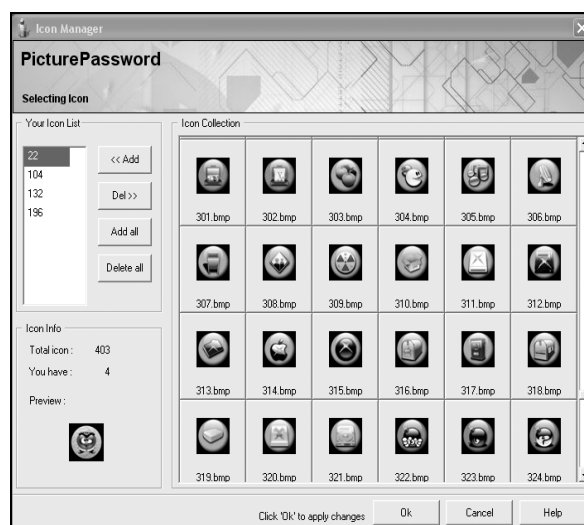 Icon Manager
PicturePassword
Selecting Icon
Your Icon List
22
104
132
196
<< Add
Del >>
Add all
Delete all
Icon Info
Total icon : 403
You have : 4
Preview :
Icon Collection
301.bmp 302.bmp 303.bmp 304.bmp 305.bmp 306.bmp
307.bmp 308.bmp 309.bmp 310.bmp 311.bmp 312.bmp
313.bmp 314.bmp 315.bmp 316.bmp 317.bmp 318.bmp
319.bmp 320.bmp 321.bmp 322.bmp 323.bmp 324.bmp
Click 'Ok' to apply changes Ok Cancel Help